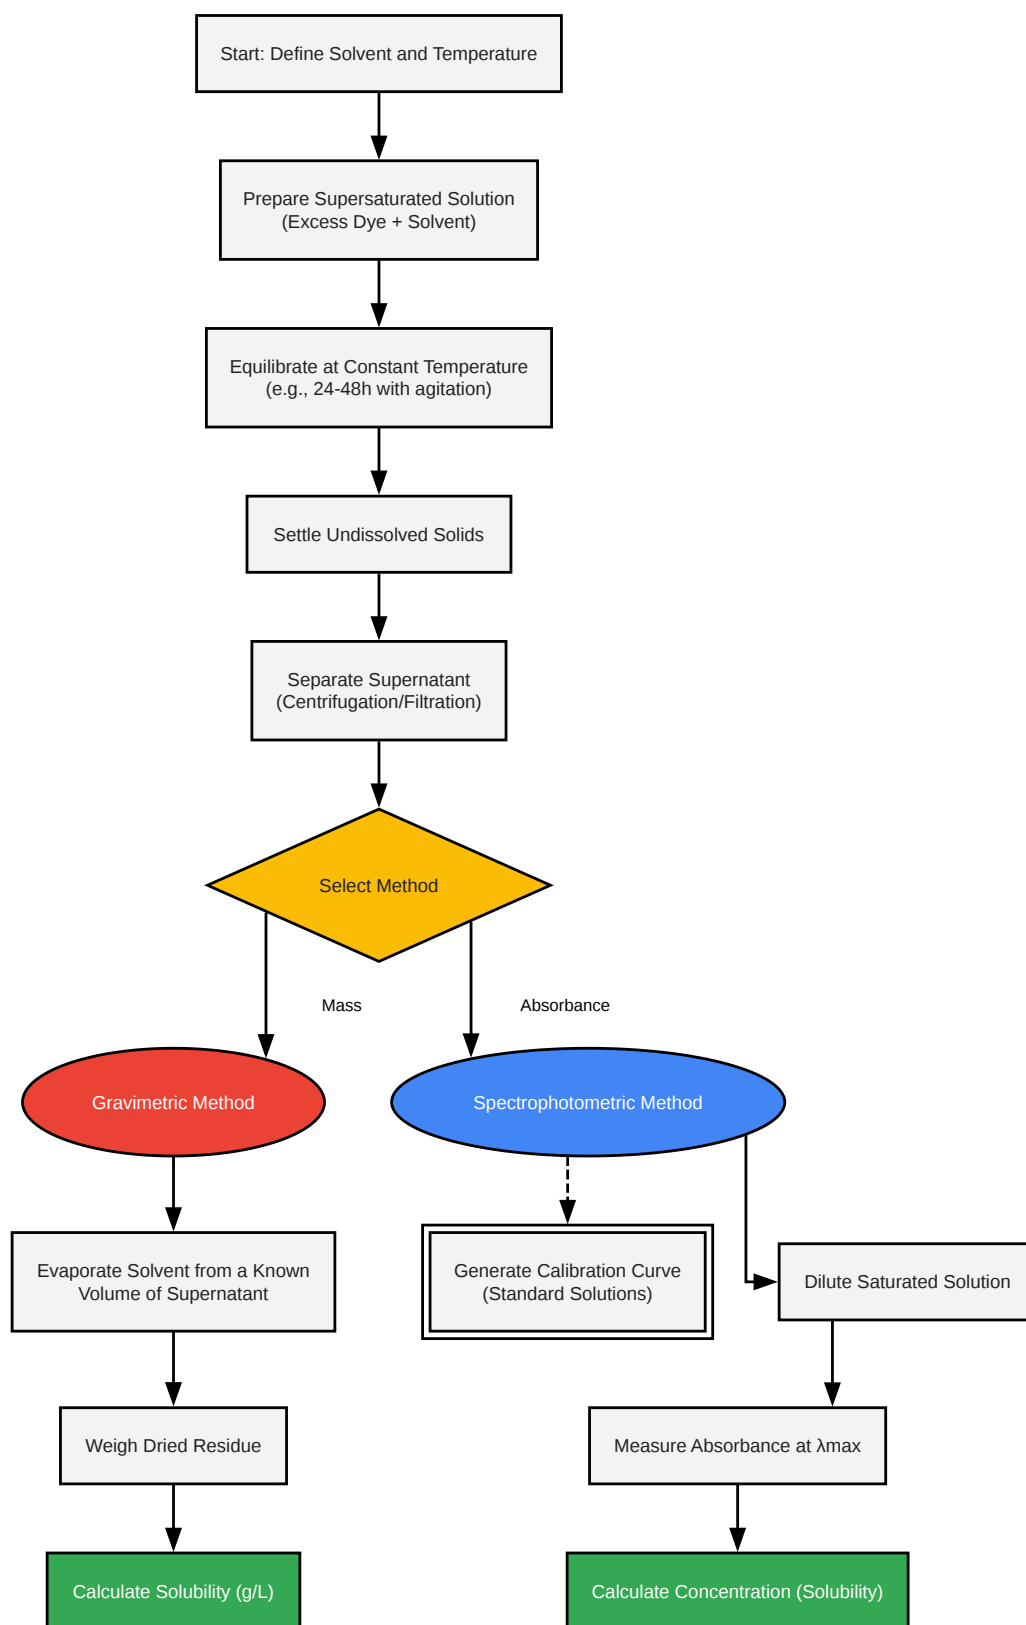 Start: Define Solvent and Temperature
Prepare Supersaturated Solution
(Excess Dye + Solvent)
Equilibrate at Constant Temperature
(e.g., 24-48h with agitation)
Settle Undissolved Solids
Separate Supernatant
(Centrifugation/Filtration)
Select Method
Mass
Absorbance
Gravimetric Method
Spectrophotometric Method
Evaporate Solvent from a Known
Volume of Supernatant
Generate Calibration Curve
(Standard Solutions)
Dilute Saturated Solution
Weigh Dried Residue
Measure Absorbance at λmax
Calculate Solubility (g/L)
Calculate Concentration (Solubility)